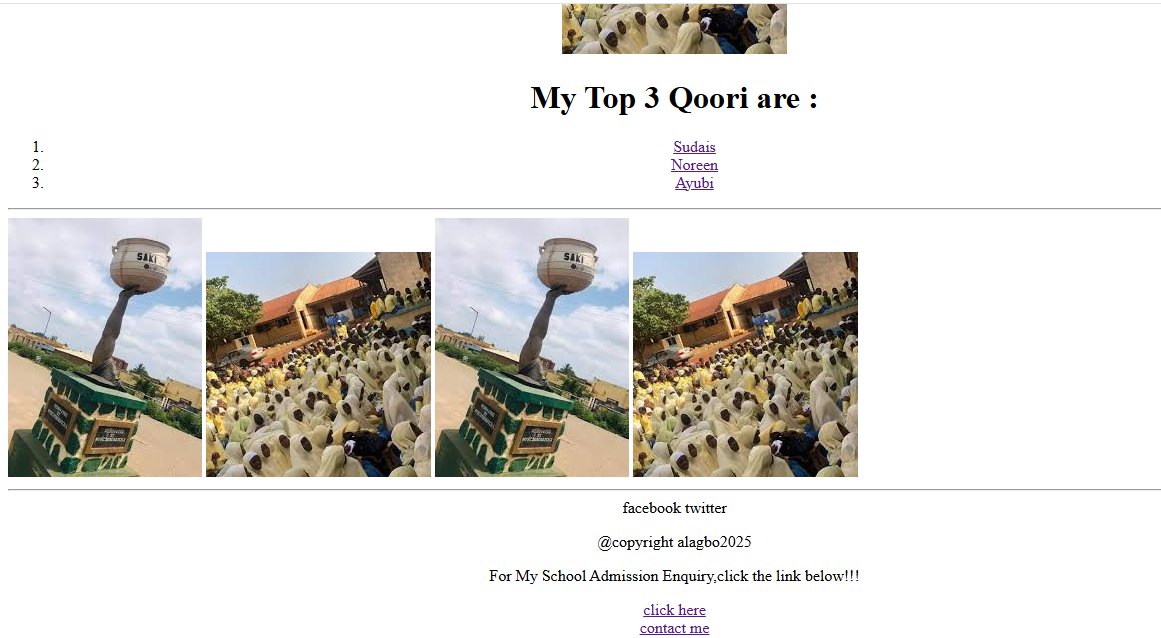 My Top 3 Qoori are :
1. Sudais
2. Noreen
3. Ayubi
SAKI
SAKI
facebook twitter
@copyright alagbo2025
For My School Admission Enquiry,click the link below!!!
click here
contact me